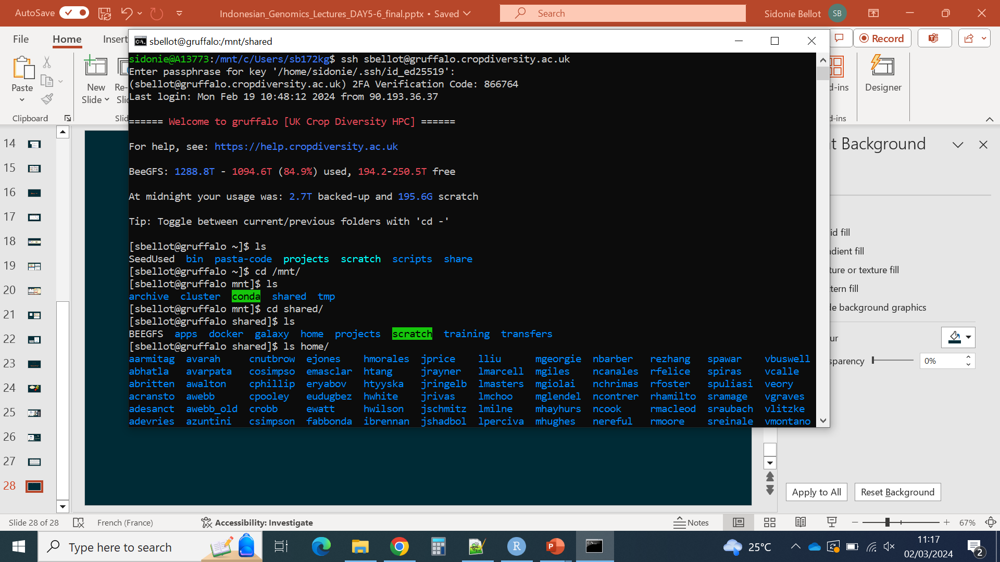 AutoSave
Indonesian_Genomics_Lectures_DAY5-6_final.pptx • Saved
Search
Sidonie Bellot
SB
File
Home
Insert
Record
sbellot@gruffalo:/mnt/shared
Paste
New
Slide
Re-
Clipboard
Designer
sidonie@A13773:/mnt/c/Users/sb172kg$ ssh sbellot@gruffalo.cropdiversity.ac.uk
Enter passphrase for key '/home/sidonie/.ssh/id_ed25519':
(sbellot@gruffalo.cropdiversity.ac.uk) 2FA Verification Code: 866764
Last login: Mon Feb 19 10:48:12 2024 from 90.193.36.37
====== Welcome to gruffalo [UK Crop Diversity HPC] ======
For help, see: https://help.cropdiversity.ac.uk
BeeGFS: 1288.8T - 1094.6T (84.9%) used, 194.2-250.5T free
At midnight your usage was: 2.7T backed-up and 195.6G scratch
Tip: Toggle between current/previous folders with 'cd -'
[sbellot@gruffalo ~]$ ls
SeedUsed bin pasta-code projects scratch scripts share
[sbellot@gruffalo ~]$ cd /mnt/
[sbellot@gruffalo mnt]$ ls
archive cluster conda shared tmp
[sbellot@gruffalo mnt]$ cd shared/
[sbellot@gruffalo shared]$ ls
BEEGFS apps docker galaxy home projects scratch training transfers
[sbellot@gruffalo shared]$ ls home/
aarmitag avarah cnutbrow ejones hmorales jprice lliu mgeorgie nbarber rezhang spawar vbuswell
abhatla avarpata cosimpso emasclar htang jrayner lmarcell mgiles ncanales rfelice spiras vcalle
abritten awalton cphillip eryabov htyyska jringelb lmasters mgiolai nchrimas rfoster spuliasi veory
acransto awebb cpooley eudugbez hwhite jrivas lmchoo mglendel ncontrer rhamilto sramage vgraves
adesanct awebb_old crobb ewatt hwilson jschmitz lmilne mhayhurs ncook rmacleod sraubach vlitzke
adevries azuntini csimpson fabbonda ibrennan jshadbol lperciva mhughes nereful rmoore sreinale vmontano
14
15
16
17
18
19
20
21
22
23
24
25
26
27
28
t Background
id fill
dient fill
ture or texture fill
tern fill
de background graphics
ur
sparency
0%
Apply to All
Reset Background
Slide 28 of 28
French (France)
Accessibility: Investigate
Notes
67%
Type here to search
R
P
25°C
11:17
02/03/2024
2